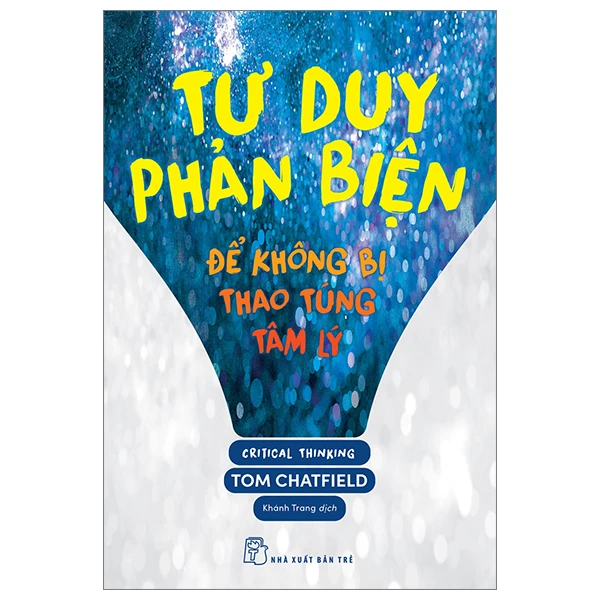 TƯ DUY
PHẢN BIỆN
ĐỂ KHÔNG BỊ
THAO TÚNG
TÂM LÝ
CRITICAL THINKING
TOM CHATFIELD
Khánh Trang dịch
NHÀ XUẤT BẢN TRẺ